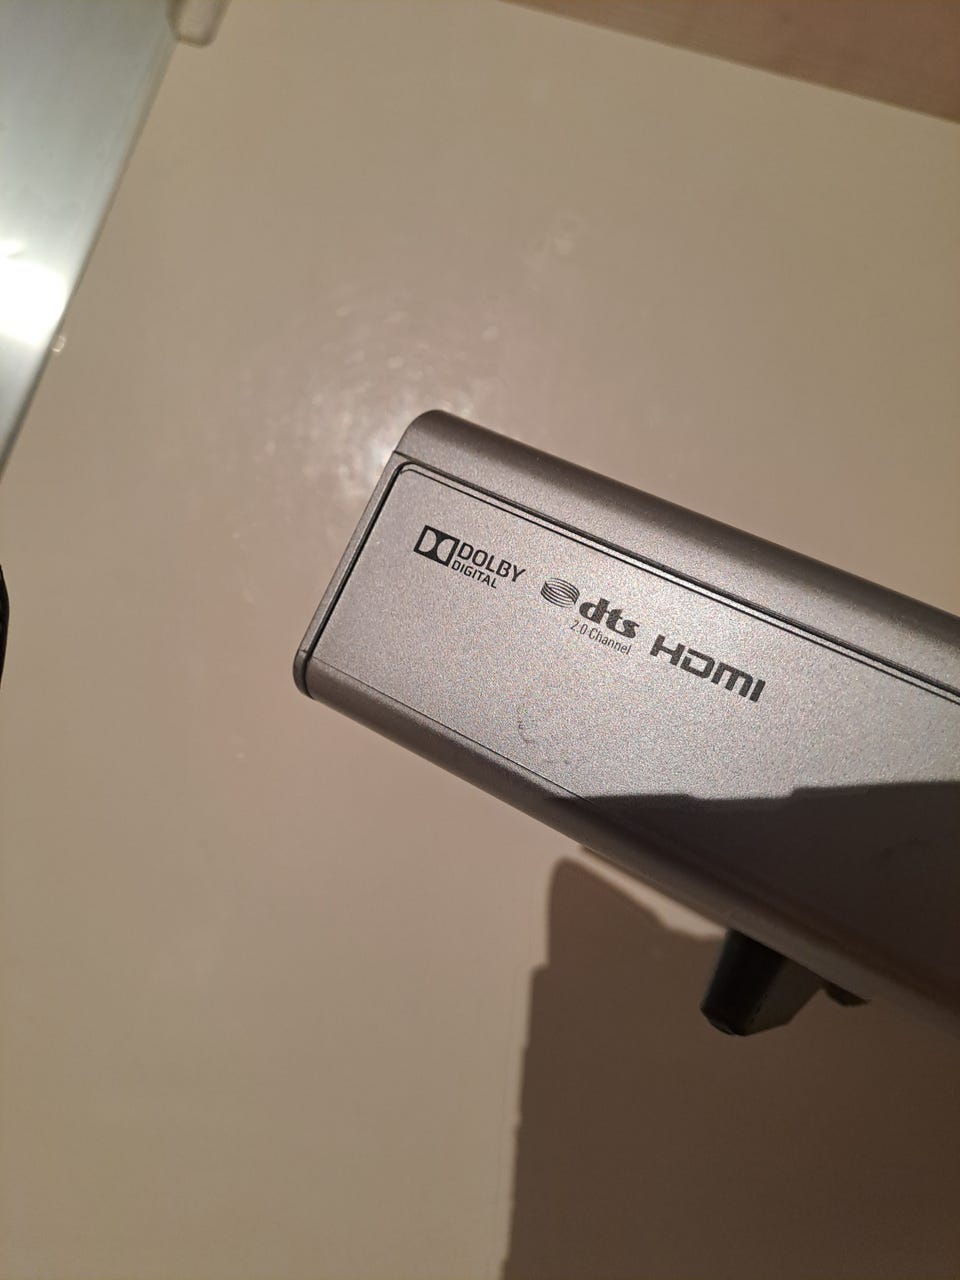 DOLBY
DIGITAL
dts
2.0 Channel
HDMI